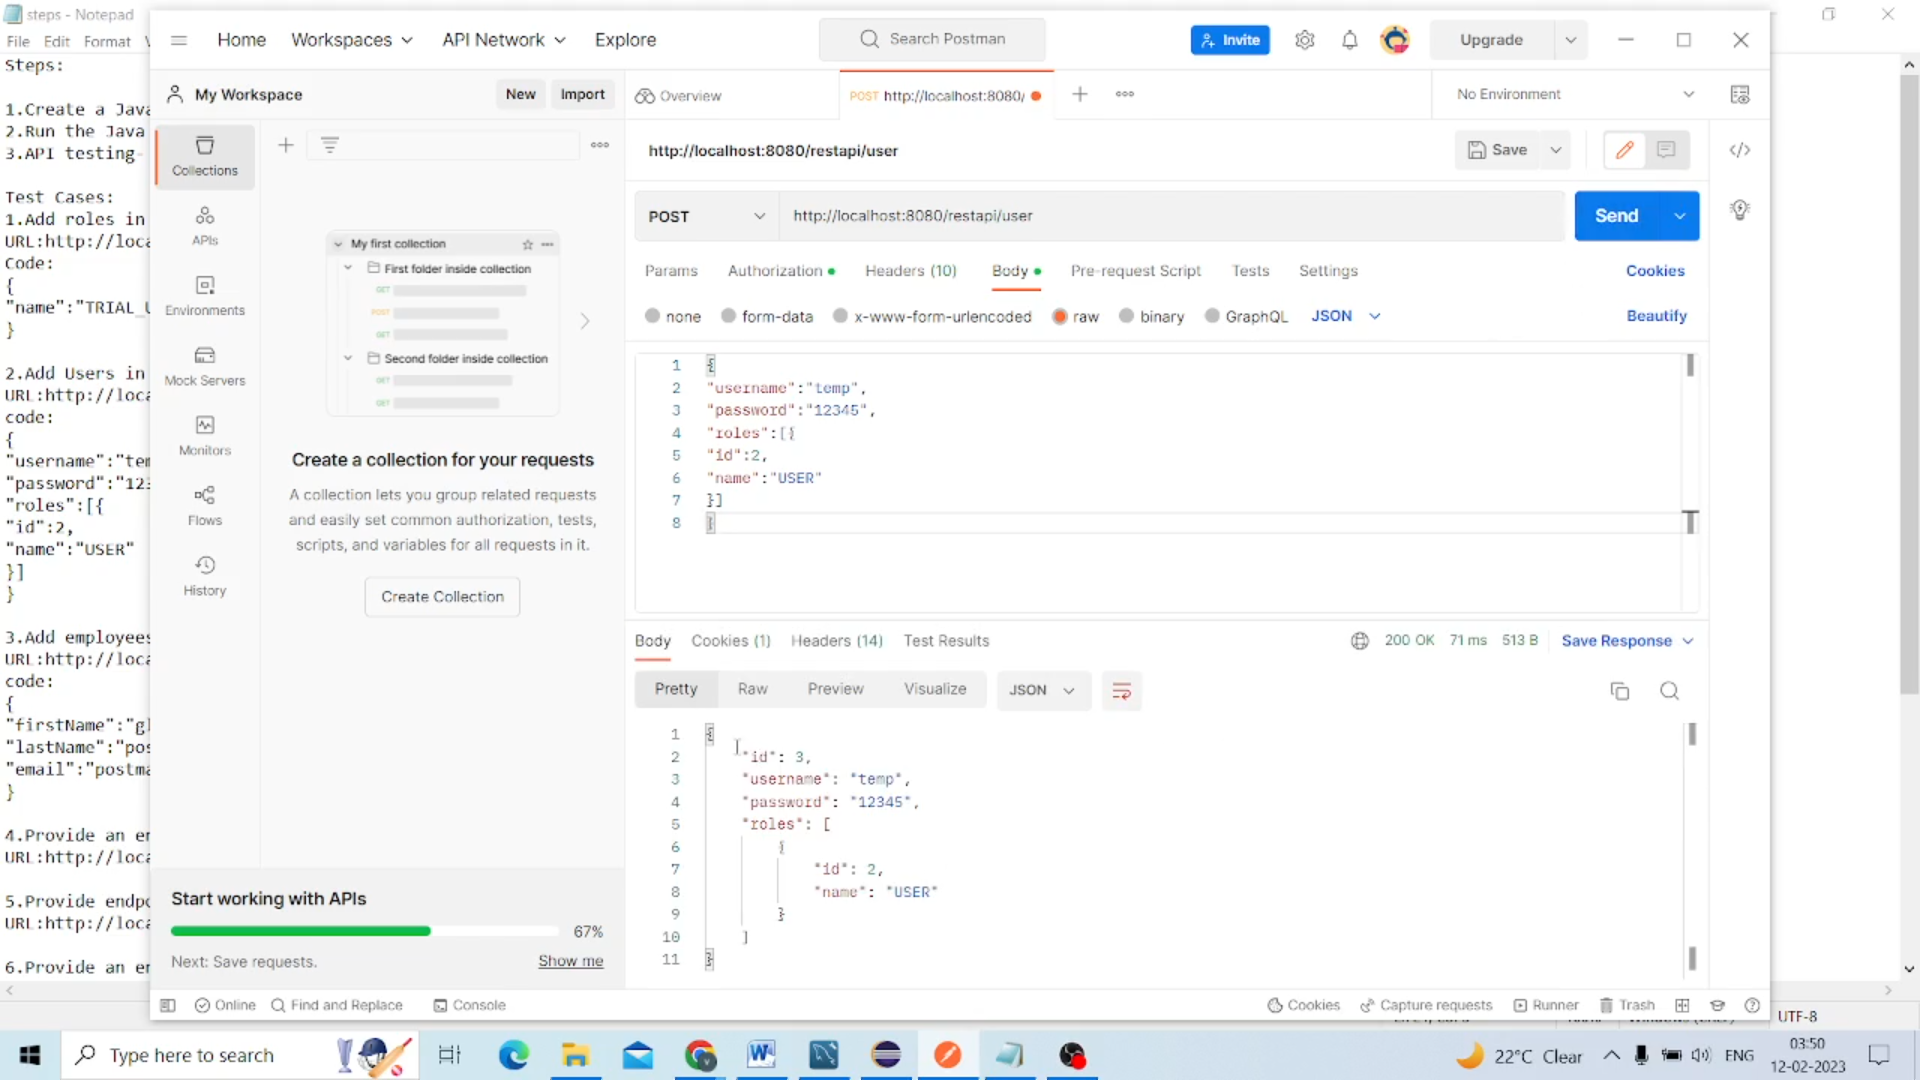 steps - Notepad
File Edit Format
Steps:
1.Create a Java
2.Run the Java
3.API testing-
Test Cases:
1.Add roles in
URL:http://loca
Code:
{
"name":"TRIAL_U
}
2.Add Users in
URL:http://loca
code:
{
"username":"tem
"password":"123
"roles":[{
"id":2,
"name":"USER"
}]
}
3.Add employees
URL:http://loca
code:
{
"firstName":"gl
"lastName":"pos
"email":"postma
}
4.Provide an en
URL:http://loca
5.Provide endpo
URL:http://loca
6.Provide an en
Home Workspaces API Network Explore
Search Postman
Invite
Upgrade
My Workspace New Import
Overview
POST http://localhost:8080/
No Environment
Collections
APIs
Environments
Mock Servers
Monitors
Flows
History
My first collection
First folder inside collection
GET
POST
GET
Second folder inside collection
GET
GET
Create a collection for your requests
A collection lets you group related requests
and easily set common authorization, tests,
scripts, and variables for all requests in it.
Create Collection
Start working with APIs
67%
Next: Save requests. Show me
http://localhost:8080/restapi/user
Save
POST http://localhost:8080/restapi/user Send
Params Authorization Headers (10) Body Pre-request Script Tests Settings Cookies
none form-data x-www-form-urlencoded raw binary GraphQL JSON Beautify
1 {
2 "username":"temp",
3 "password":"12345",
4 "roles":[{
5 "id":2,
6 "name":"USER"
7 }]
8 }
Body Cookies (1) Headers (14) Test Results 200 OK 71 ms 513 B Save Response
Pretty Raw Preview Visualize JSON
1 {
2 "id": 3,
3 "username": "temp",
4 "password": "12345",
5 "roles": [
6 {
7 "id": 2,
8 "name": "USER"
9 }
10 ]
11 }
Online Find and Replace Console Cookies Capture requests Runner Trash
UTF-8
Type here to search
22°C Clear ENG
03:50
12-02-2023